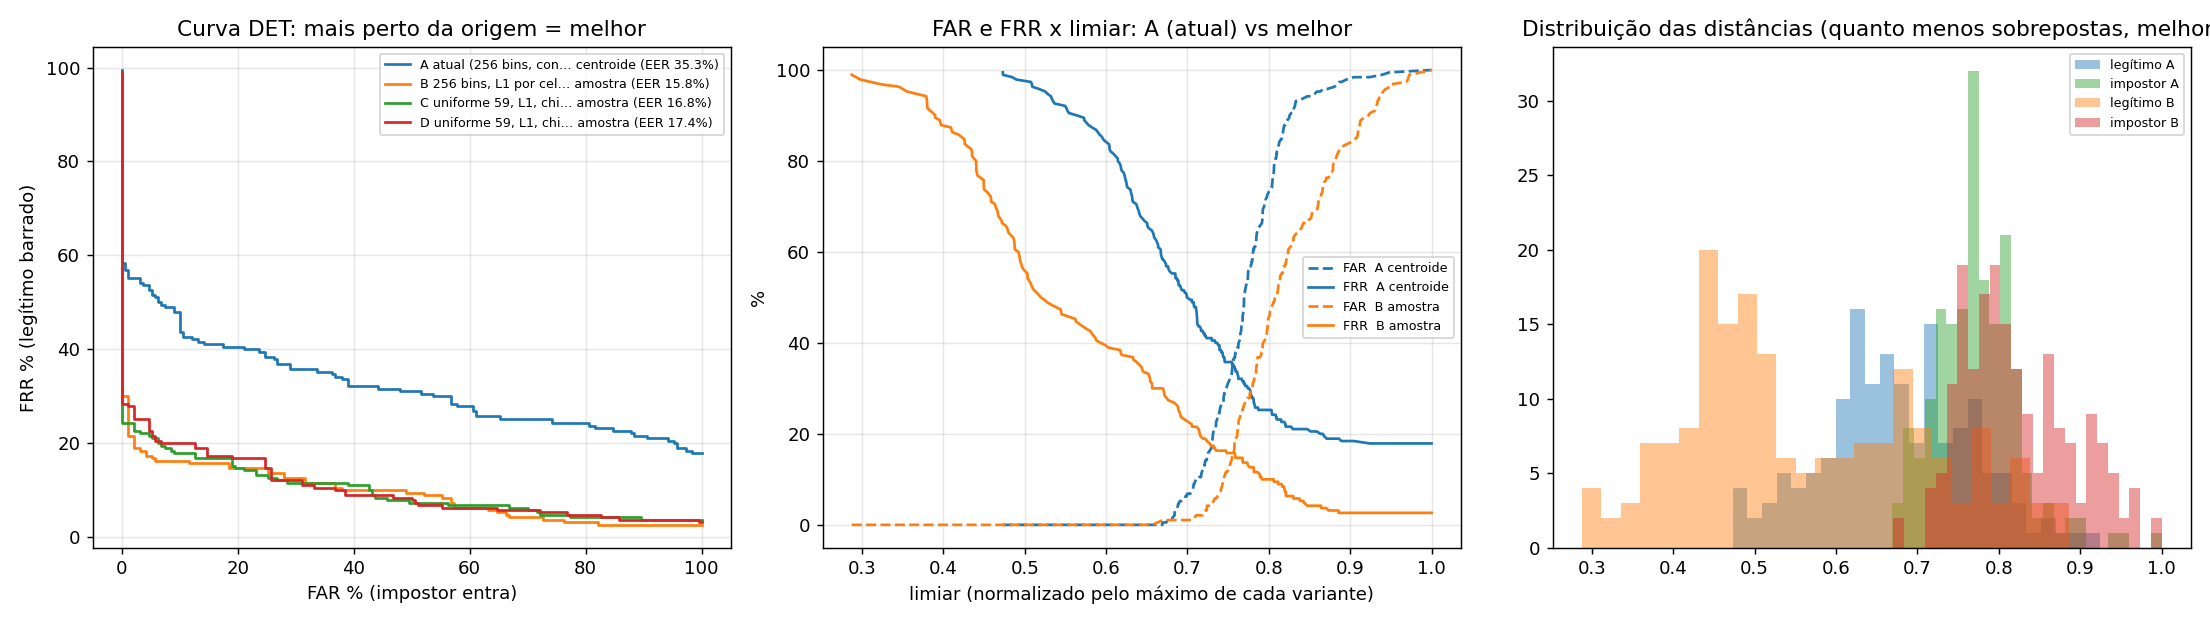 Curva DET: mais perto da origem = melhor
FRR % (legítimo barrado)
100
80
60
40
20
0
A atual (256 bins, con… centroide (EER 35.3%)
B 256 bins, L1 por cel… amostra (EER 15.8%)
C uniforme 59, L1, chi… amostra (EER 16.8%)
D uniforme 59, L1, chi… amostra (EER 17.4%)
0 20 40 60 80 100
FAR % (impostor entra)
FAR e FRR x limiar: A (atual) vs melhor
%
100
80
60
40
20
0
FAR A centroide
FRR A centroide
FAR B amostra
FRR B amostra
0.3 0.4 0.5 0.6 0.7 0.8 0.9 1.0
limiar (normalizado pelo máximo de cada variante)
Distribuição das distâncias (quanto menos sobrepostas, melhor
30
25
20
15
10
5
0
legítimo A
impostor A
legítimo B
impostor B
0.3 0.4 0.5 0.6 0.7 0.8 0.9 1.0